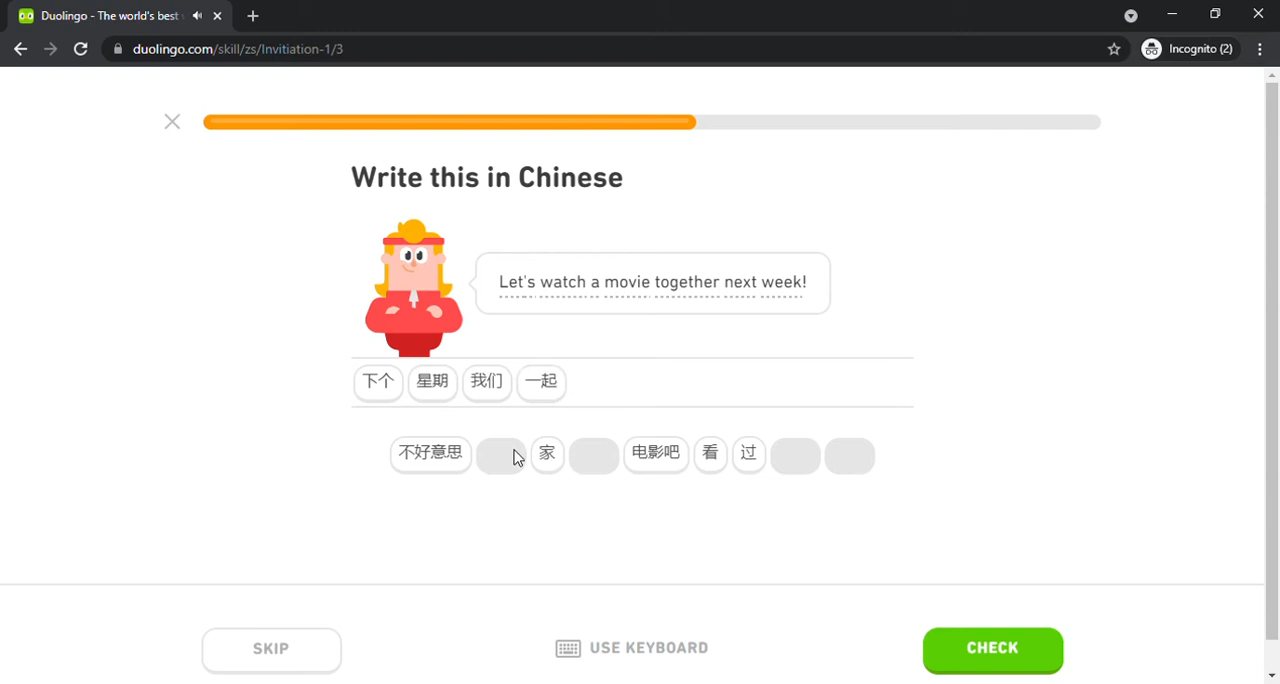 Duolingo - The world's best
duolingo.com/skill/zs/Invitiation-1/3
Incognito (2)
Write this in Chinese
Let's watch a movie together next week!
下个 星期 我们 一起
不好意思 家 电影吧 看 过
SKIP USE KEYBOARD CHECK